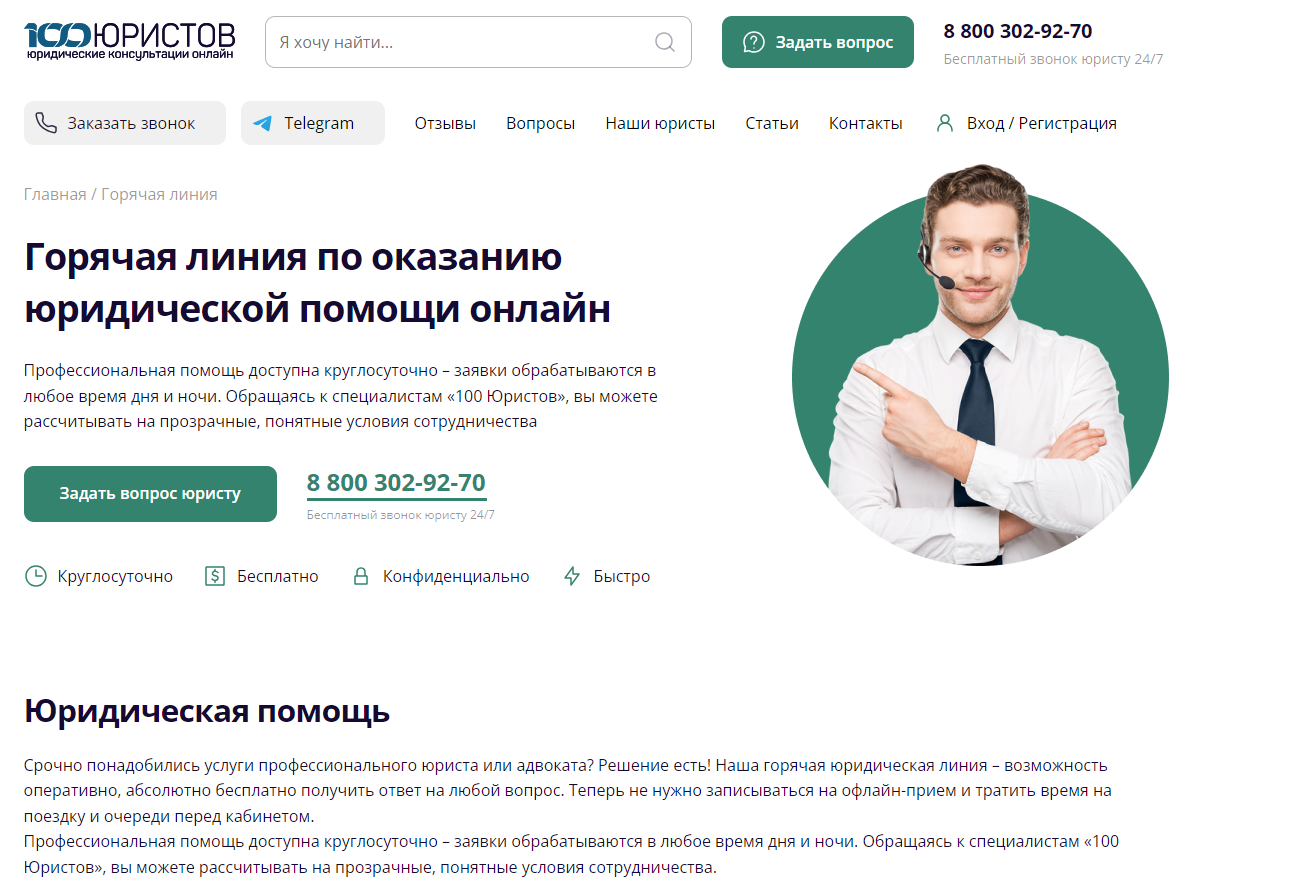 100ЮРИСТОВ
юридические консультации онлайн
Я хочу найти...
Задать вопрос
8 800 302-92-70
Бесплатный звонок юристу 24/7
Заказать звонок
Telegram
Отзывы
Вопросы
Наши юристы
Статьи
Контакты
Вход / Регистрация
Главная / Горячая линия
Горячая линия по оказанию
юридической помощи онлайн
Профессиональная помощь доступна круглосуточно – заявки обрабатываются в
любое время дня и ночи. Обращаясь к специалистам «100 Юристов», вы можете
рассчитывать на прозрачные, понятные условия сотрудничества
Задать вопрос юристу
8 800 302-92-70
Бесплатный звонок юристу 24/7
Круглосуточно
Бесплатно
Конфиденциально
Быстро
Юридическая помощь
Срочно понадобились услуги профессионального юриста или адвоката? Решение есть! Наша горячая юридическая линия – возможность
оперативно, абсолютно бесплатно получить ответ на любой вопрос. Теперь не нужно записываться на офлайн-прием и тратить время на
поездку и очереди перед кабинетом.
Профессиональная помощь доступна круглосуточно – заявки обрабатываются в любое время дня и ночи. Обращаясь к специалистам «100
Юристов», вы можете рассчитывать на прозрачные, понятные условия сотрудничества.